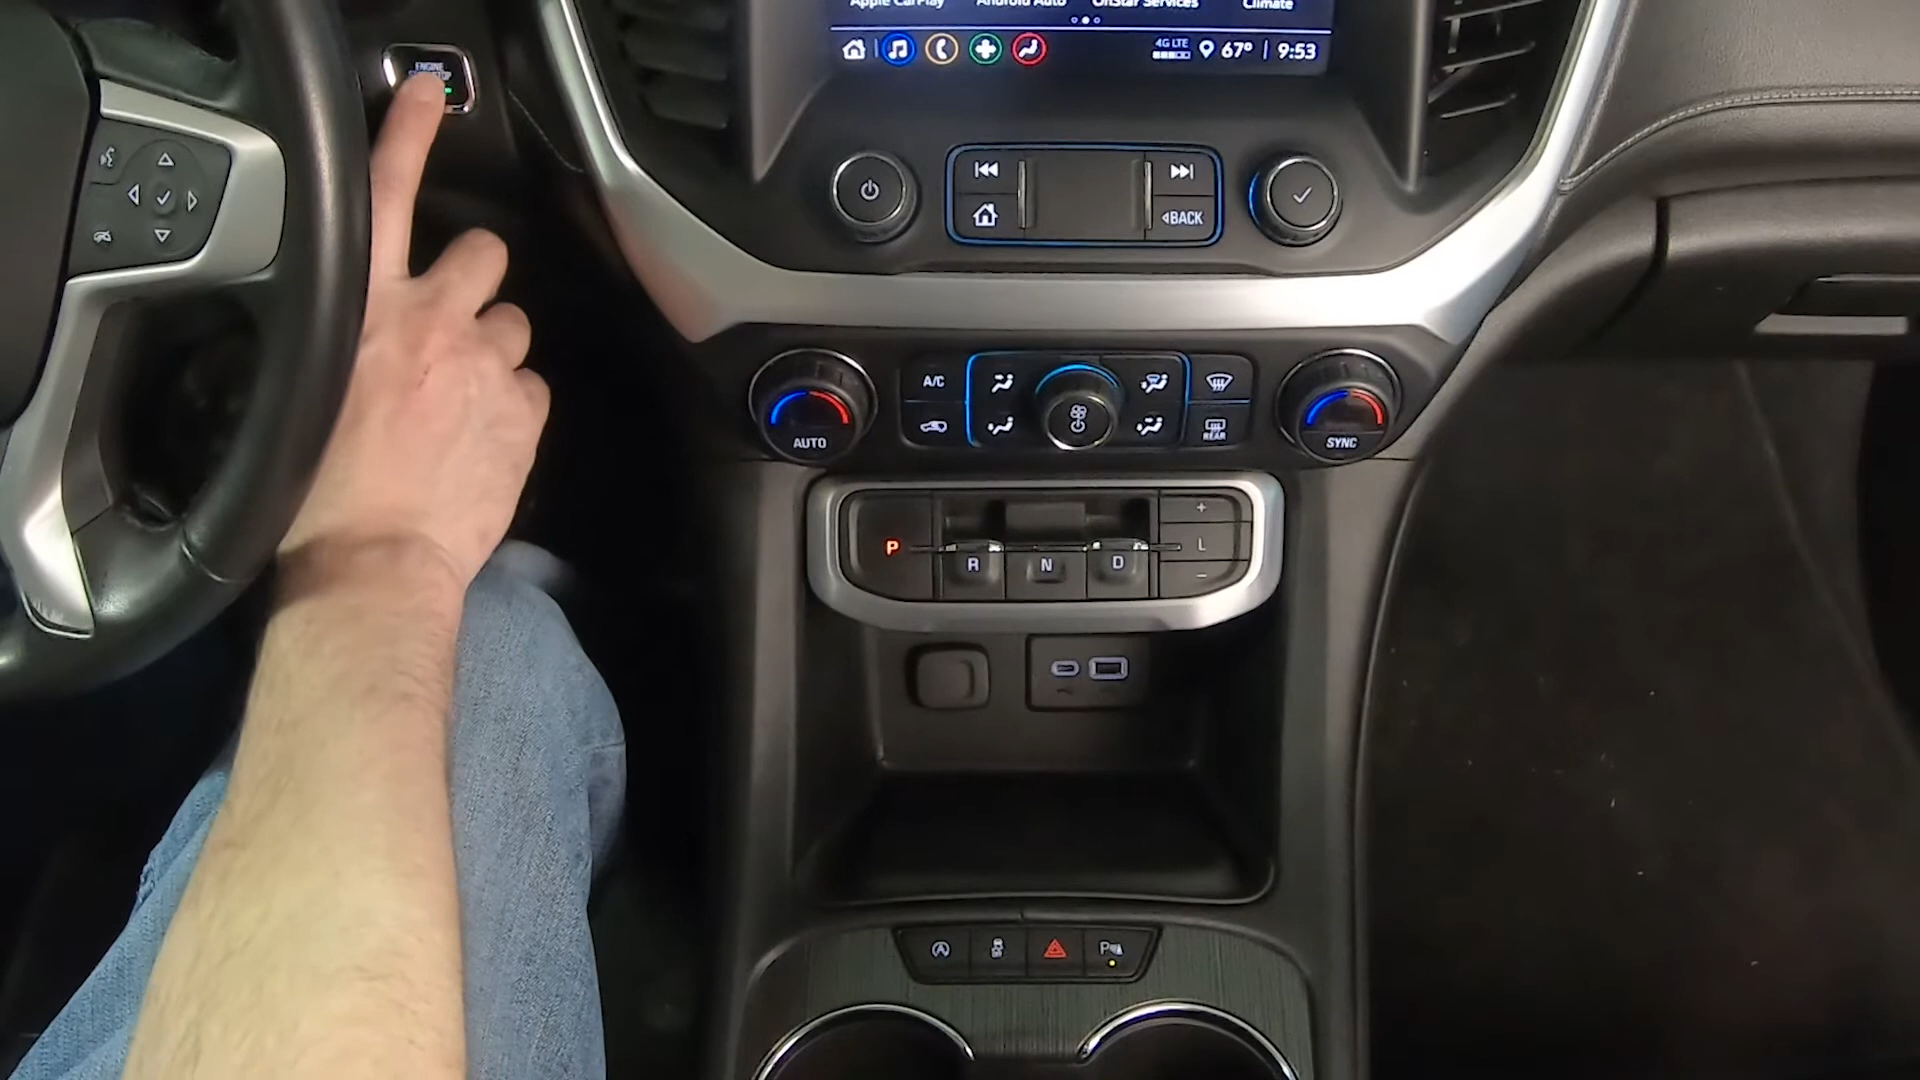 Apple CarPlay Android Auto OnStar Services Climate
4G LTE
67° 9:53
ENGINE
BACK
A/C
AUTO
REAR
SYNC
P R N D
+
L
-
P